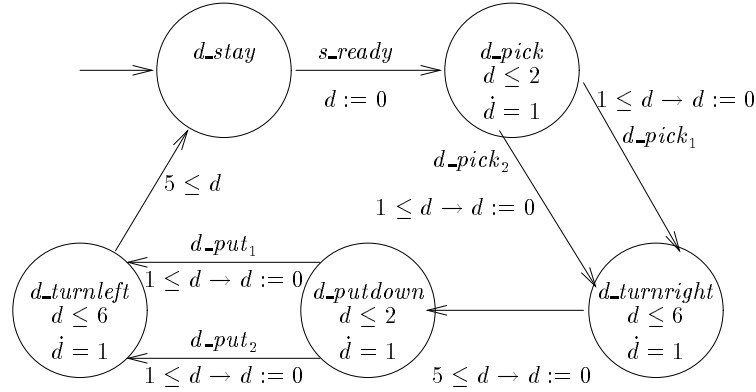 d_stay
s_ready
d := 0
d_pick
d ≤ 2
ḋ = 1
1 ≤ d → d := 0
d_pick₁
d_pick₂
1 ≤ d → d := 0
5 ≤ d
d_turnleft
d ≤ 6
ḋ = 1
d_put₁
1 ≤ d → d := 0
d_put₂
1 ≤ d → d := 0
d_putdown
d ≤ 2
ḋ = 1
5 ≤ d → d := 0
d_turnright
d ≤ 6
ḋ = 1